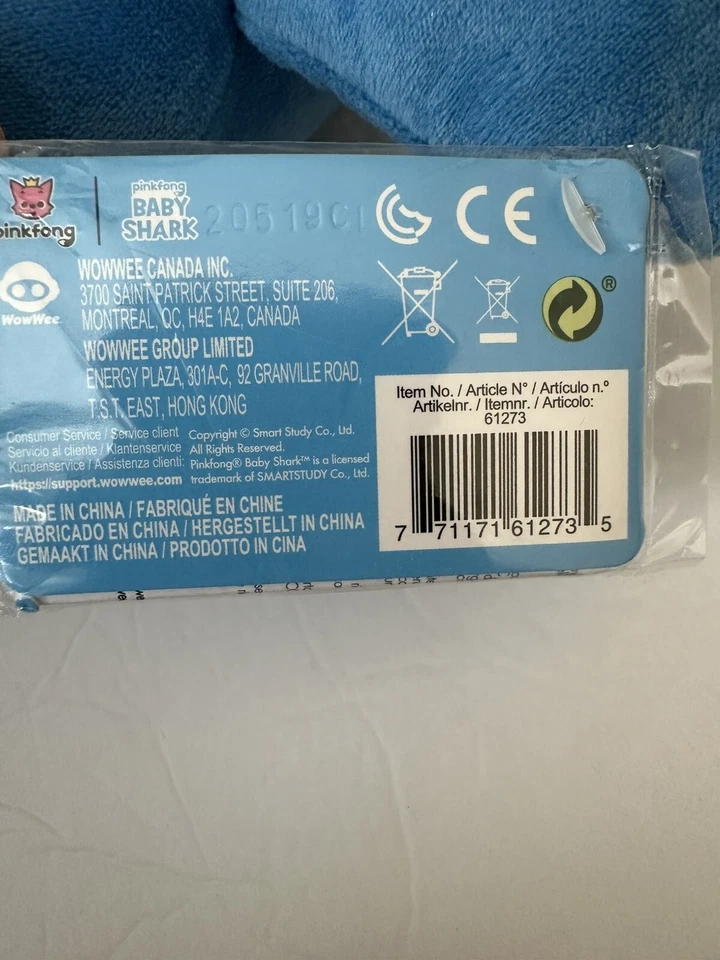 pinkfong
pinkfong
BABY
SHARK
20519C1
CE
WowWee
WOWWEE CANADA INC.
3700 SAINT PATRICK STREET, SUITE 206,
MONTREAL, QC, H4E 1A2, CANADA
WOWWEE GROUP LIMITED
ENERGY PLAZA, 301A-C, 92 GRANVILLE ROAD,
T.S.T. EAST, HONG KONG
Consumer Service / Service client
Servicio al cliente / Klantenservice
Kundenservice / Assistenza clienti:
https://support.wowwee.com
Copyright © Smart Study Co., Ltd.
All Rights Reserved.
Pinkfong® Baby Shark™ is a licensed
trademark of SMARTSTUDY Co., Ltd.
MADE IN CHINA / FABRIQUÉ EN CHINE
FABRICADO EN CHINA / HERGESTELLT IN CHINA
GEMAAKT IN CHINA / PRODOTTO IN CINA
®
Item No. / Article N° / Artículo n.º
Artikelnr. / Itemnr. / Articolo:
61273
7 71171 61273 5